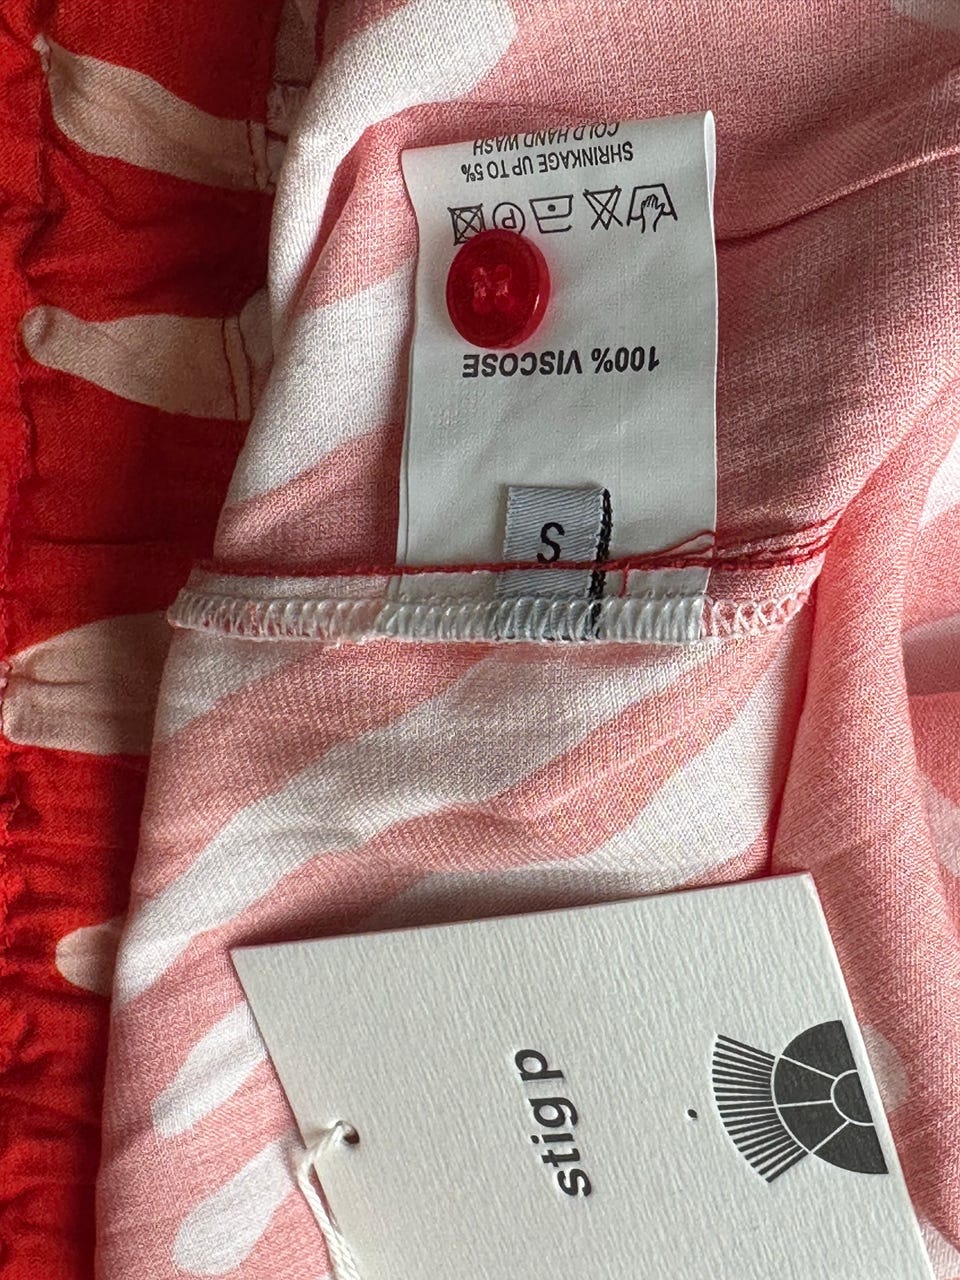 S
100% VISCOSE
P
SHRINKAGE UP TO 5%
COLD HAND WASH
stig p